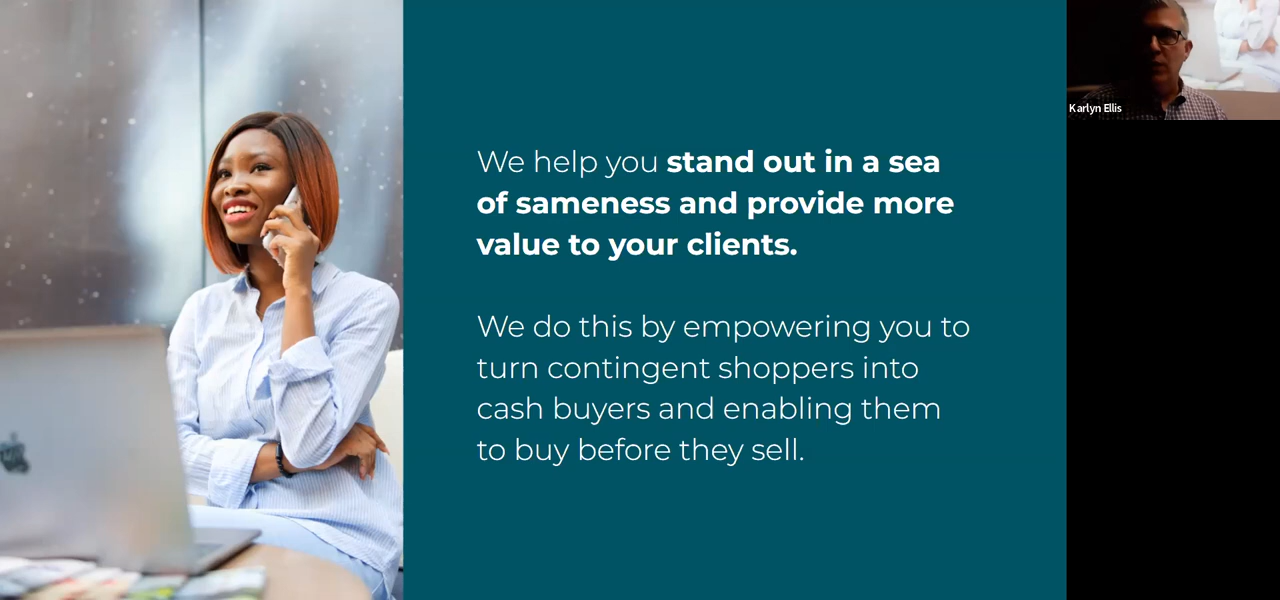 We help you stand out in a sea
of sameness and provide more
value to your clients.
We do this by empowering you to
turn contingent shoppers into
cash buyers and enabling them
to buy before they sell.
Karlyn Ellis